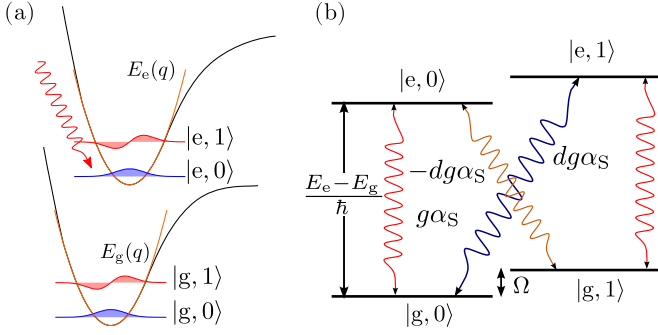 (a)
E_e(q)
|e, 1⟩
|e, 0⟩
E_g(q)
|g, 1⟩
|g, 0⟩
(b)
|e, 1⟩
|e, 0⟩
−dgα_S
dgα_S
E_e−E_g
ℏ
gα_S
Ω
|g, 1⟩
|g, 0⟩